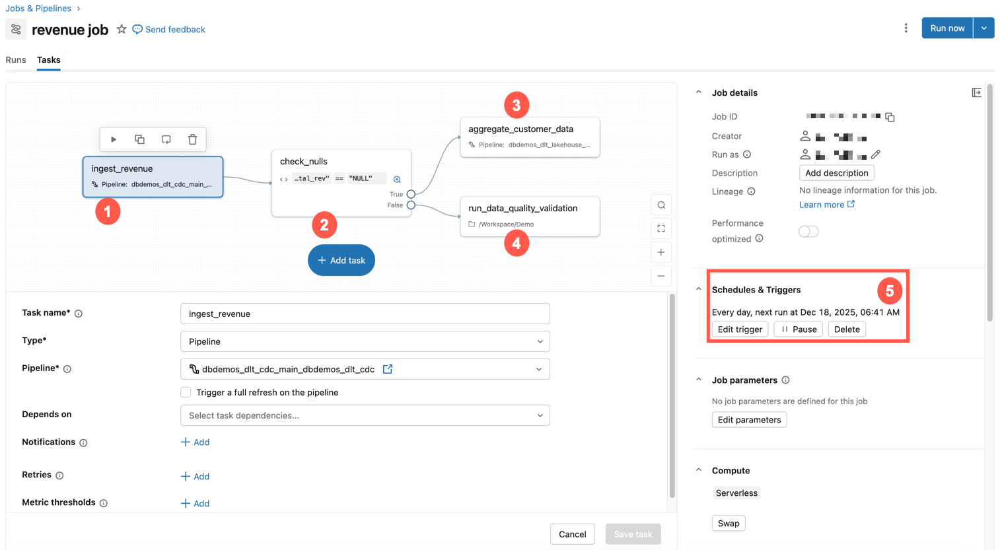 Jobs & Pipelines
revenue job
Send feedback
Run now
Runs
Tasks
ingest_revenue
Pipeline: dbdemos_dlt_cdc_main_...
1
check_nulls
...tal_rev" == "NULL"
True
False
2
+ Add task
3
aggregate_customer_data
Pipeline: dbdemos_dlt_lakehouse_...
run_data_quality_validation
/Workspace/Demo
4
Task name*
ingest_revenue
Type*
Pipeline
Pipeline*
dbdemos_dlt_cdc_main_dbdemos_dlt_cdc
Trigger a full refresh on the pipeline
Depends on
Select task dependencies...
Notifications
+ Add
Retries
+ Add
Metric thresholds
+ Add
Cancel
Save task
Job details
Job ID
Creator
Run as
Description
Add description
Lineage
No lineage information for this job.
Learn more
Performance
optimized
Schedules & Triggers
5
Every day, next run at Dec 18, 2025, 06:41 AM
Edit trigger
Pause
Delete
Job parameters
No job parameters are defined for this job
Edit parameters
Compute
Serverless
Swap